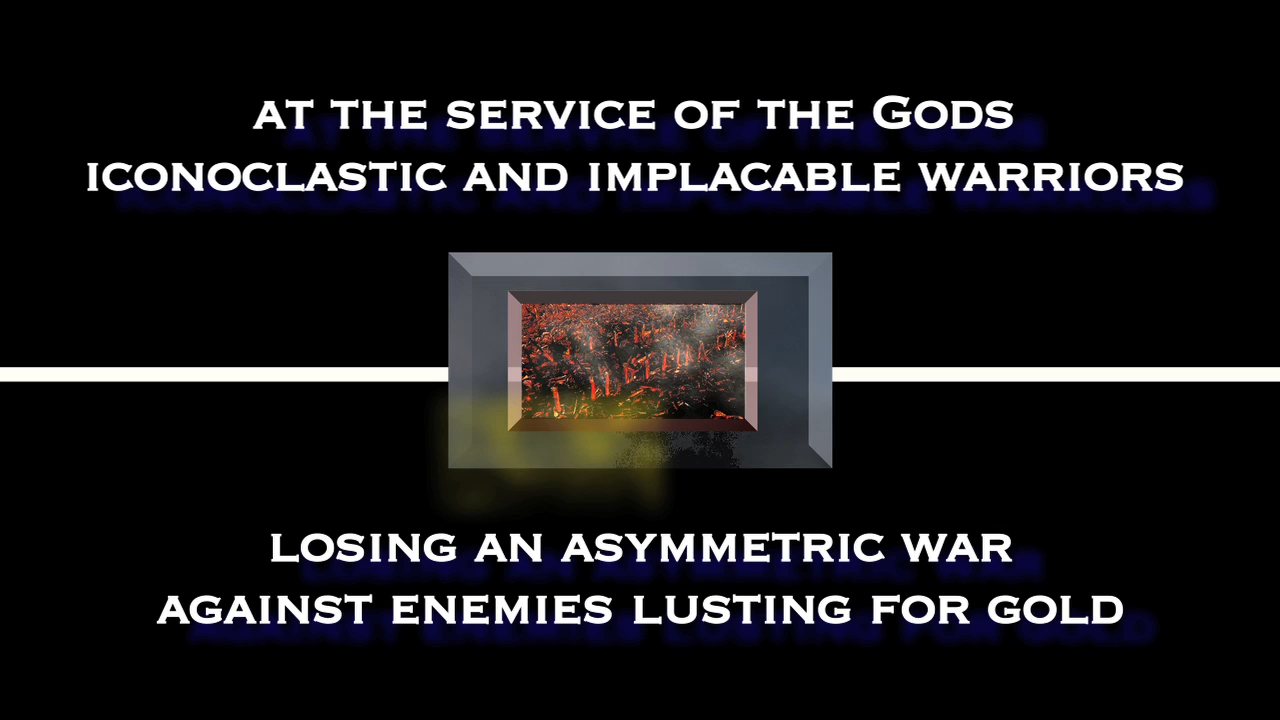 at the service of the Gods
iconoclastic and implacable warriors
losing an asymmetric war
against enemies lusting for gold